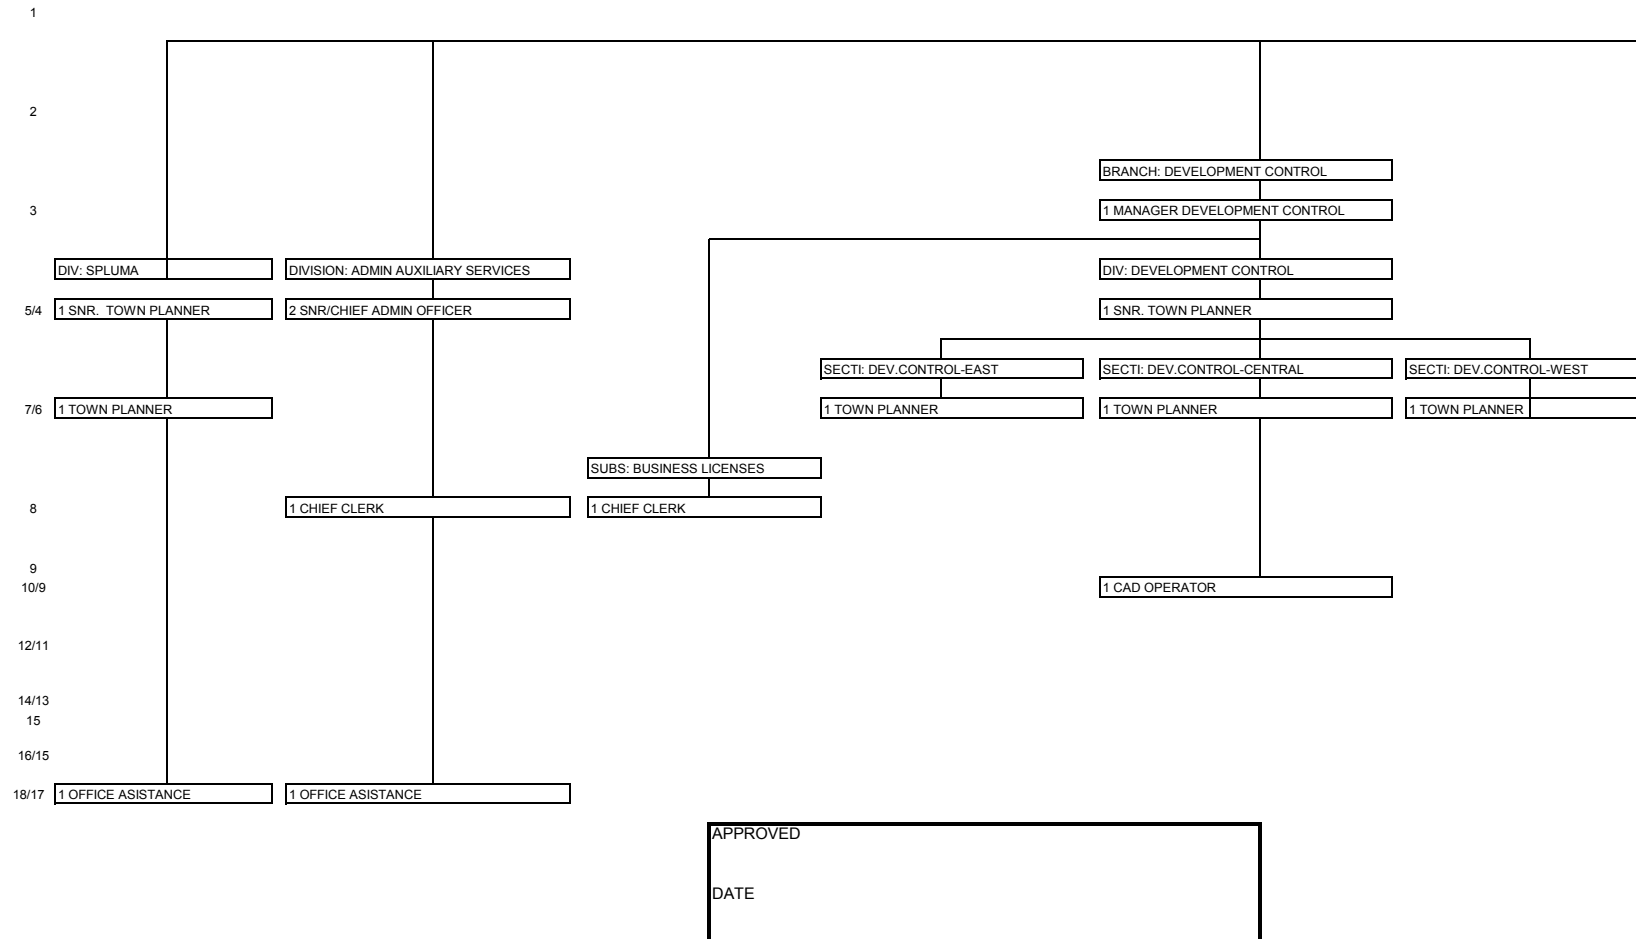 1
2
BRANCH: DEVELOPMENT CONTROL
3
1 MANAGER DEVELOPMENT CONTROL
DIV: SPLUMA
DIVISION: ADMIN AUXILIARY SERVICES
DIV: DEVELOPMENT CONTROL
5/4
1 SNR.  TOWN PLANNER
2 SNR/CHIEF ADMIN OFFICER
1 SNR. TOWN PLANNER
SECTI: DEV.CONTROL-EAST
SECTI: DEV.CONTROL-CENTRAL
SECTI: DEV.CONTROL-WEST
7/6
1 TOWN PLANNER
1 TOWN PLANNER
1 TOWN PLANNER
1 TOWN PLANNER
SUBS: BUSINESS LICENSES
8
1 CHIEF CLERK
1 CHIEF CLERK
9
10/9
1 CAD OPERATOR
12/11
14/13
15
16/15
18/17
1 OFFICE ASISTANCE
1 OFFICE ASISTANCE
APPROVED
DATE